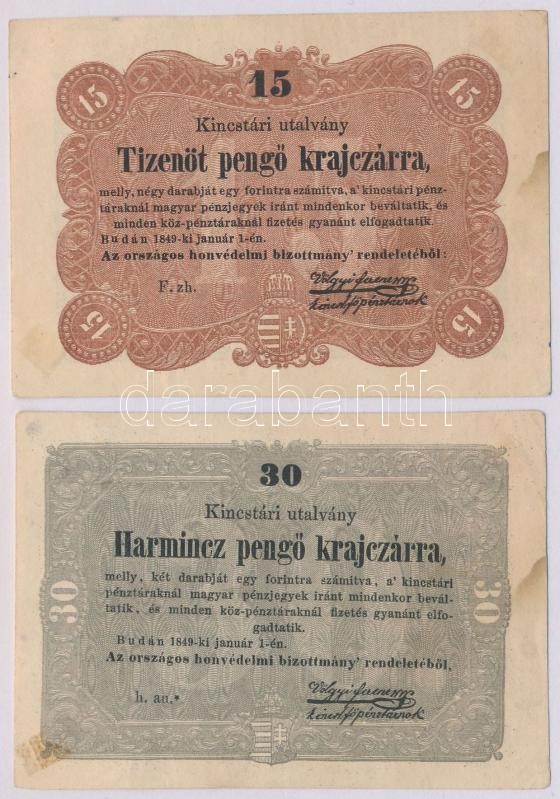 15
15 15
Kincstári utalvány
Tizenöt pengő krajczárra,
melly, négy darabját egy forintra számítva, a' kincstári pénz-
táraknál magyar pénzjegyek iránt mindenkor beváltatik, és
minden köz-pénztáraknál fizetés gyanánt elfogadtatik.
Budán 1849-ki január 1-én.
Az országos honvédelmi bizottmány' rendeletéből:
F. zh.
15 15
darabanth
30
Kincstári utalvány
Harmincz pengő krajczárra,
melly, két darabját egy forintra számítva, a' kincstári
pénztáraknál magyar pénzjegyek iránt mindenkor bevál-
tatik, és minden köz-pénztáraknál fizetés gyanánt elfo-
gadtatik.
30 30
Budán 1849-ki január 1-én.
Az országos honvédelmi bizottmány' rendeletéből,
h. au.*